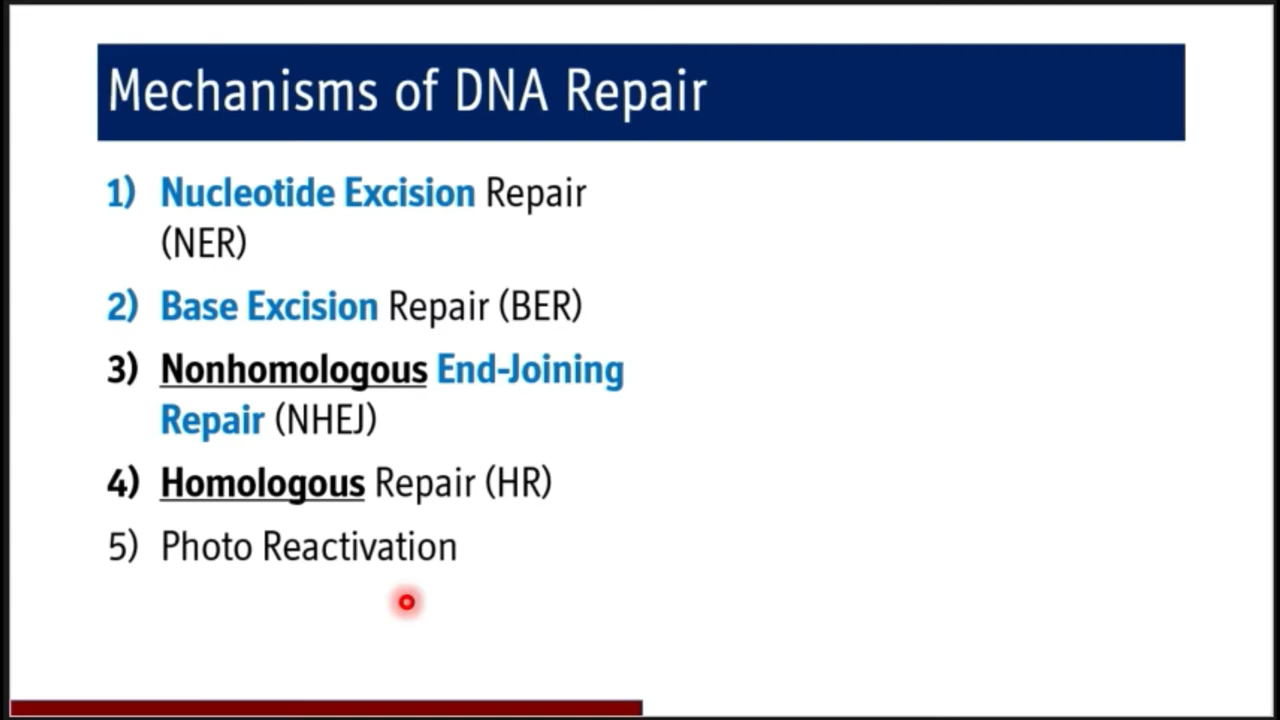 Mechanisms of DNA Repair
1) Nucleotide Excision Repair
(NER)
2) Base Excision Repair (BER)
3) Nonhomologous End-Joining
Repair (NHEJ)
4) Homologous Repair (HR)
5) Photo Reactivation